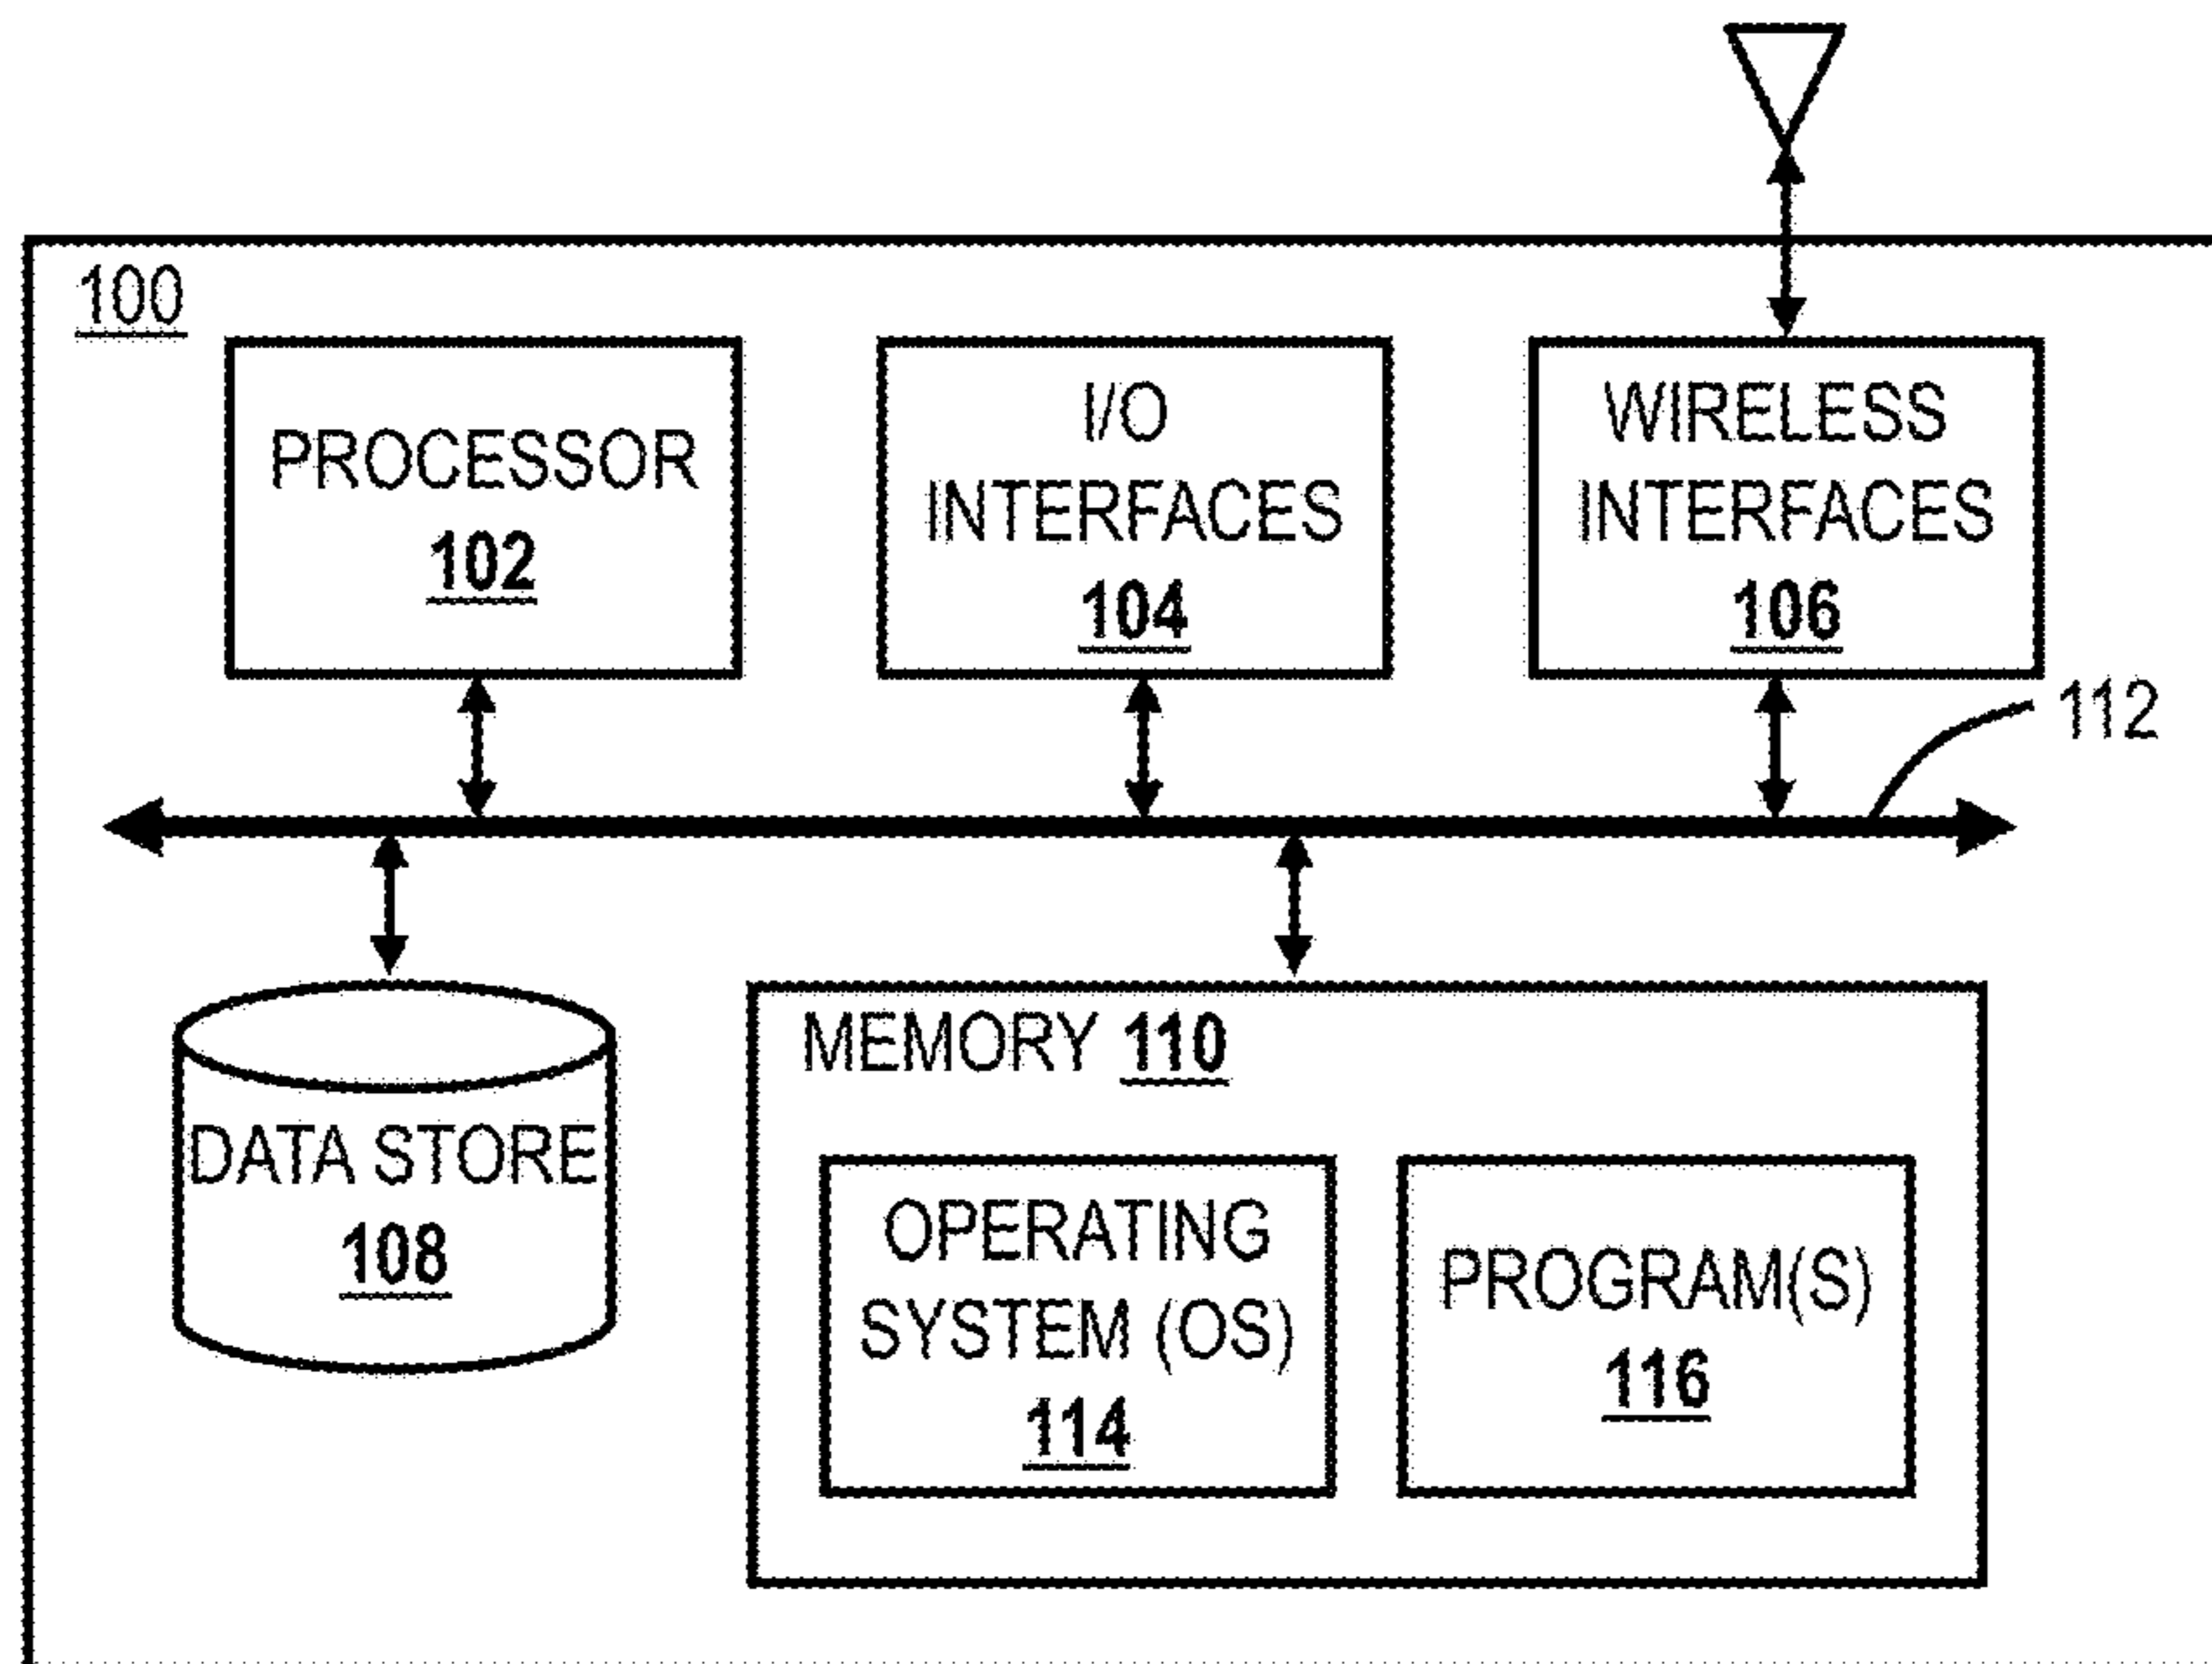 100
PROCESSOR
102
I/O
INTERFACES
104
WIRELESS
INTERFACES
106
112
DATA STORE
108
MEMORY 110
OPERATING
SYSTEM (OS)
114
PROGRAM(S)
116